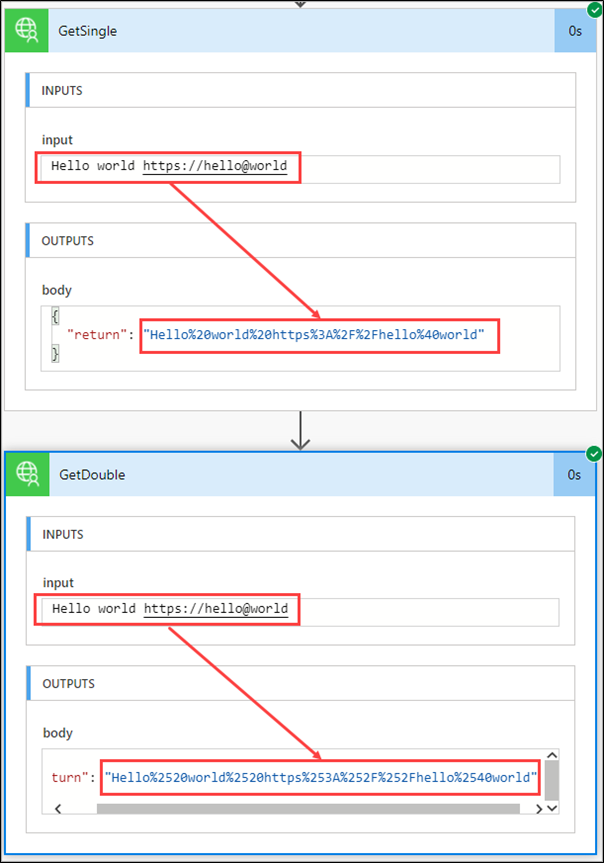 GetSingle
0s
INPUTS
input
Hello world https://hello@world
OUTPUTS
body
{
"return": "Hello%20world%20https%3A%2F%2Fhello%40world"
}
GetDouble
0s
INPUTS
input
Hello world https://hello@world
OUTPUTS
body
turn": "Hello%2520world%2520https%253A%252F%252Fhello%2540world"